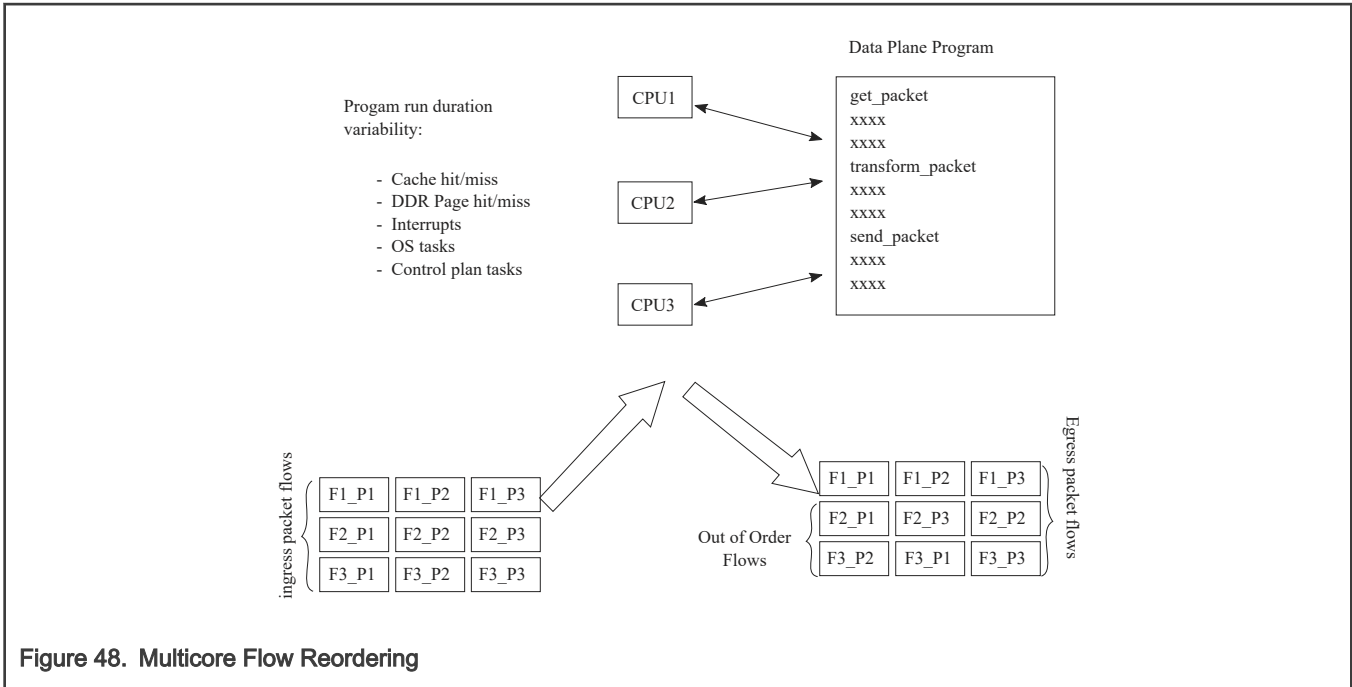 Data Plane Program
Progam run duration
variability:
- Cache hit/miss
- DDR Page hit/miss
- Interrupts
- OS tasks
- Control plan tasks
CPU1
CPU2
CPU3
get_packet
xxxx
xxxx
transform_packet
xxxx
xxxx
send_packet
xxxx
xxxx
ingress packet flows
F1_P1 F1_P2 F1_P3
F2_P1 F2_P2 F2_P3
F3_P1 F3_P2 F3_P3
Out of Order
Flows
F1_P1 F1_P2 F1_P3
F2_P1 F2_P3 F2_P2
F3_P2 F3_P1 F3_P3
Egress packet flows
Figure 48. Multicore Flow Reordering